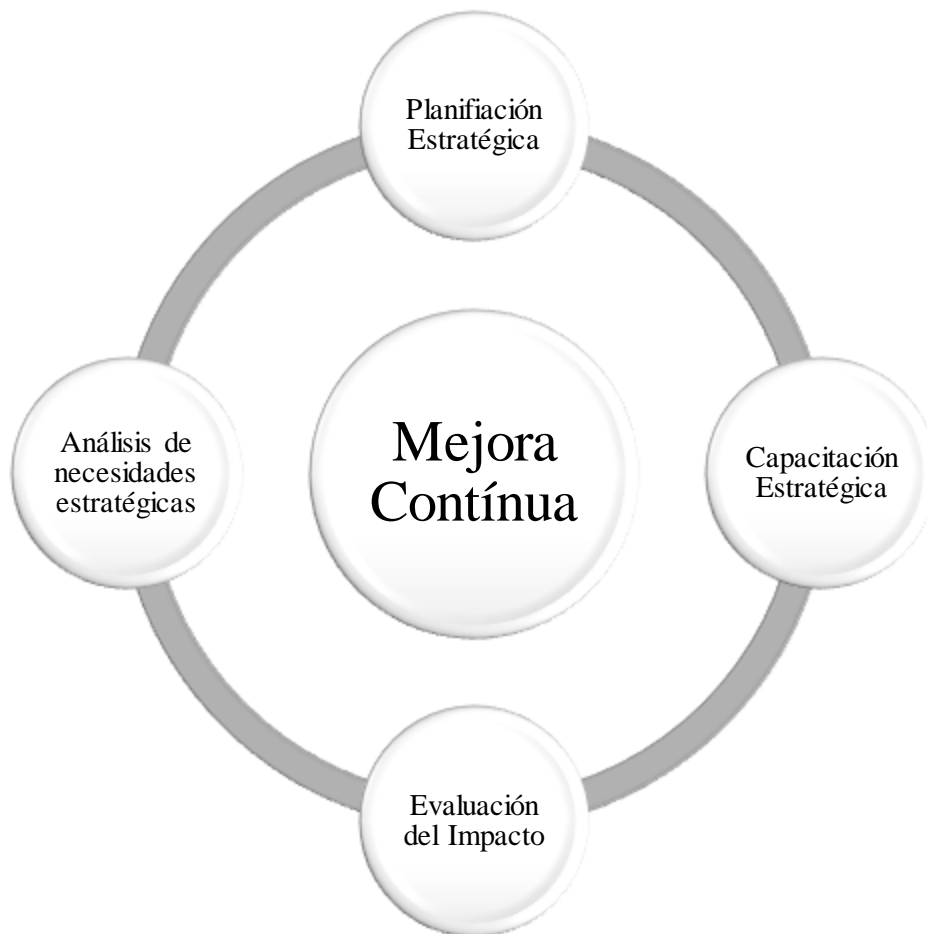 Planifiación
Estratégica
Análisis de
necesidades
estratégicas
Mejora
Contínua
Capacitación
Estratégica
Evaluación
del Impacto